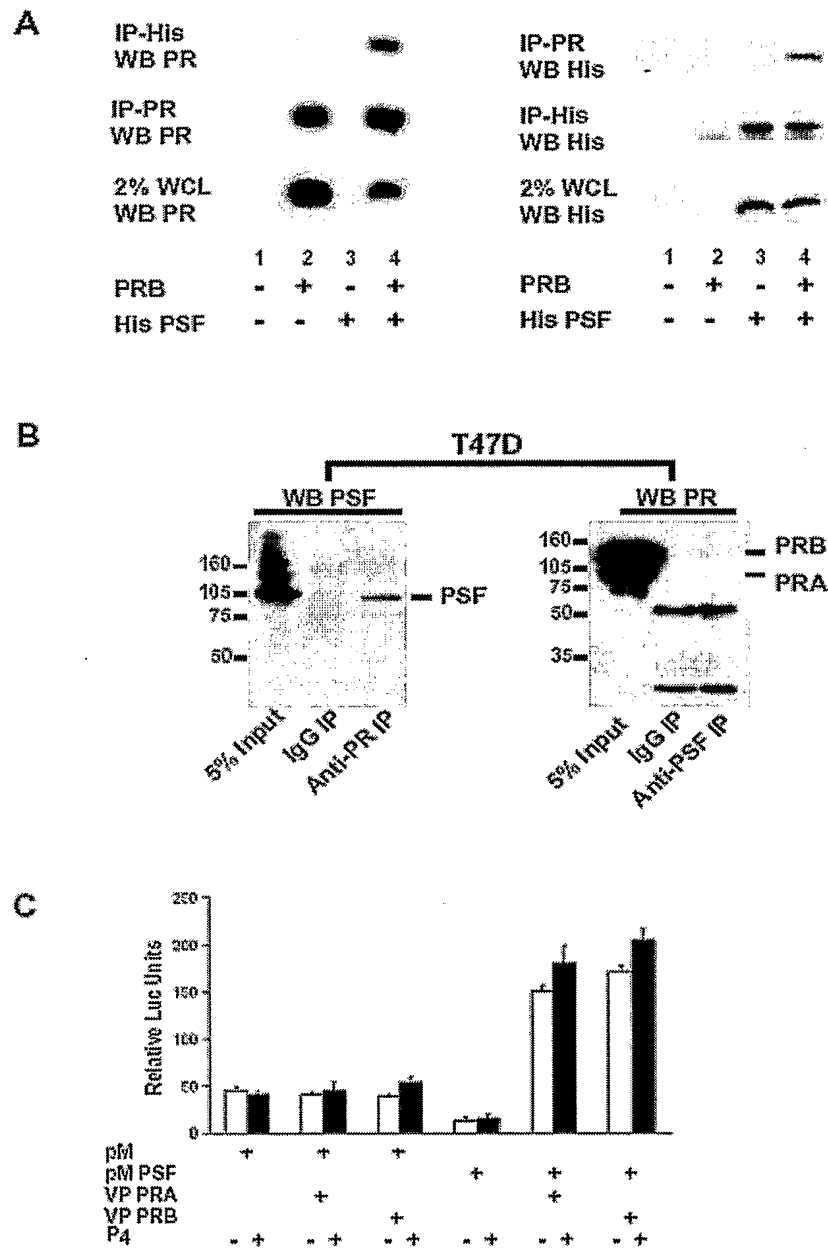 A
IP-His
WB PR
IP-PR
WB PR
2% WCL
WB PR
1 2 3 4
PRB - + - +
His PSF - - + +
IP-PR
WB His
IP-His
WB His
2% WCL
WB His
1 2 3 4
PRB - + - +
His PSF - - + +
B
T47D
WB PSF
160
105
75
50
PSF
5% Input
IgG IP
Anti-PR IP
WB PR
160
105
75
50
35
PRB
PRA
5% Input
IgG IP
Anti-PSF IP
C
Relative Luc Units
250
200
150
100
50
0
pM + + +
pM PSF + + +
VP PRA + +
VP PRB + +
P4 - + - + - + - + - + - +